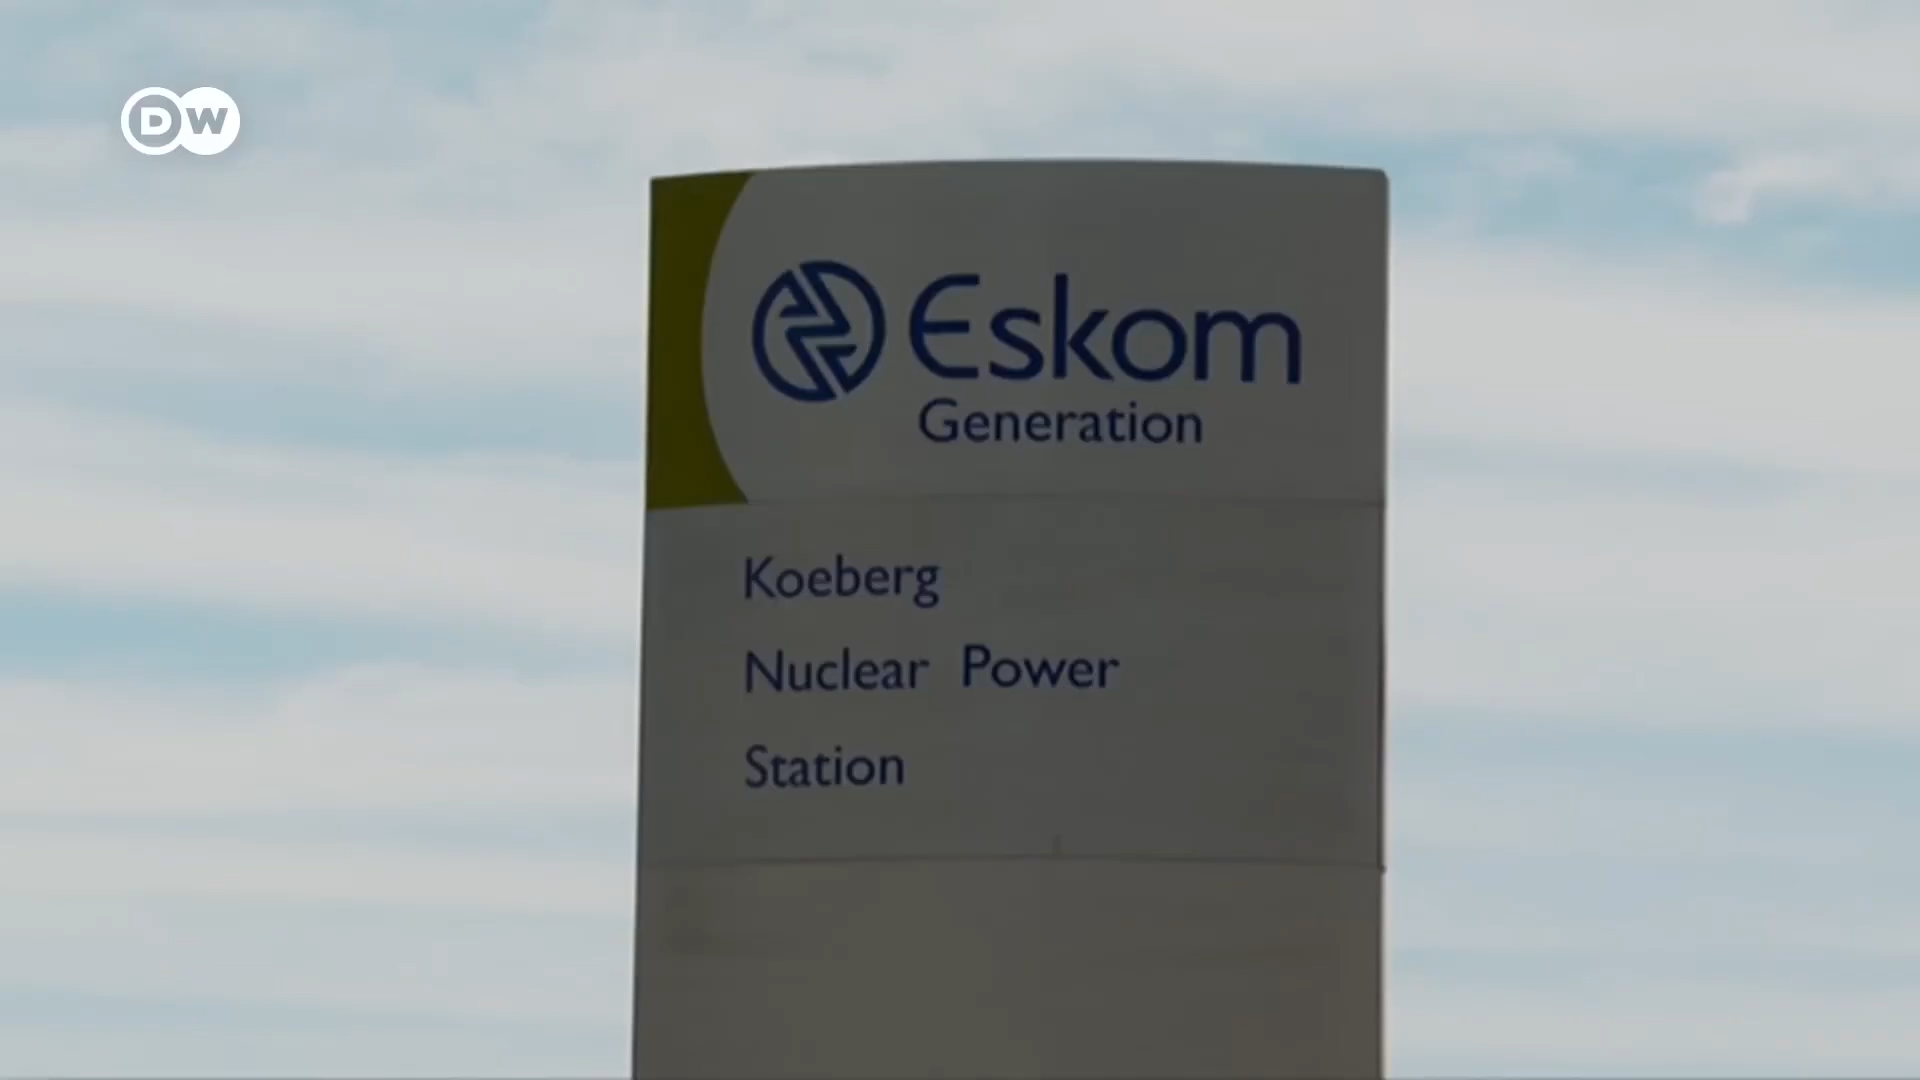 DW
Eskom
Generation
Koeberg
Nuclear Power
Station